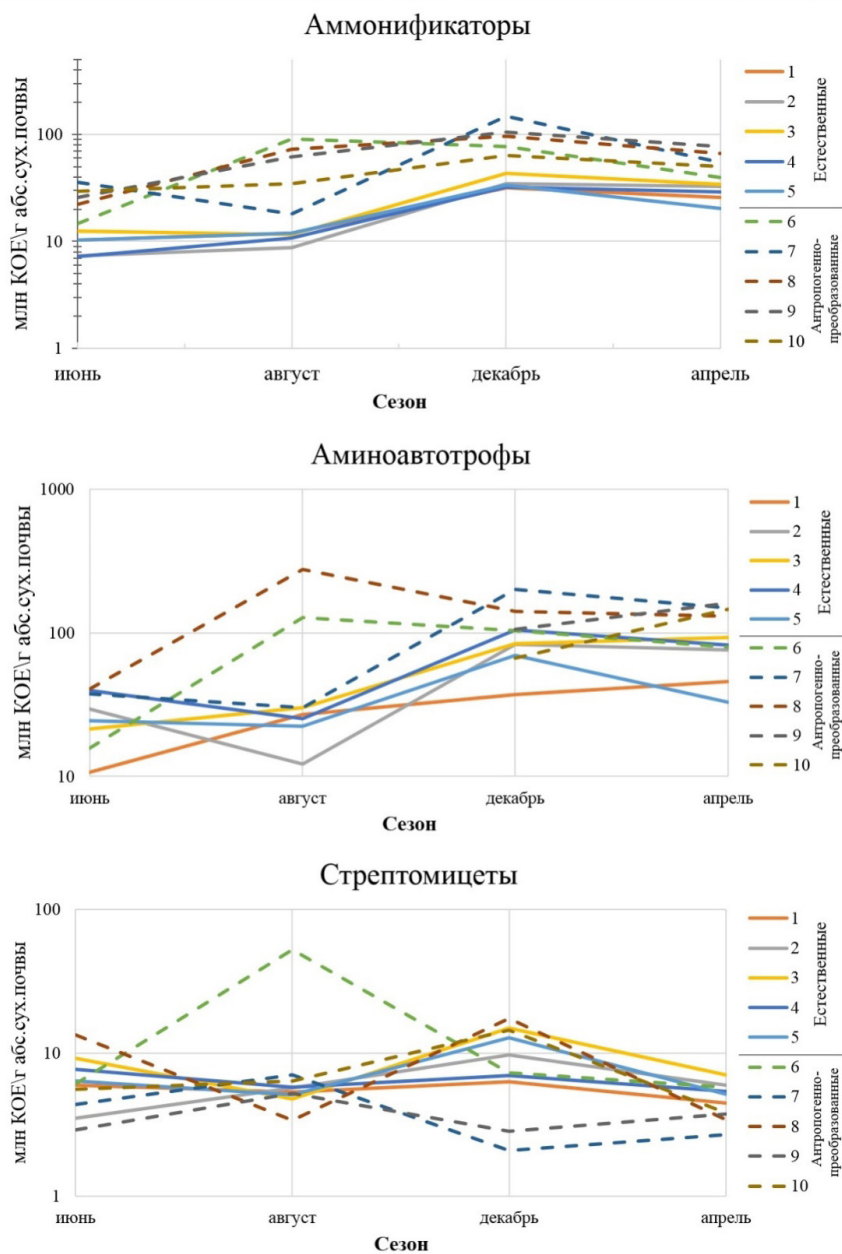 Аммонификаторы
млн КОЕ\г абс.сух.почвы
100
10
1
июнь
август
декабрь
апрель
Сезон
1
2
3
4
5
6
7
8
9
10
Естественные
Антропогенно-
преобразованные
Аминоавтотрофы
млн КОЕ\г абс.сух.почвы
1000
100
10
июнь
август
декабрь
апрель
Сезон
1
2
3
4
5
6
7
8
9
10
Естественные
Антропогенно-
преобразованные
Стрептомицеты
млн КОЕ\г абс.сух.почвы
100
10
1
июнь
август
декабрь
апрель
Сезон
1
2
3
4
5
6
7
8
9
10
Естественные
Антропогенно-
преобразованные